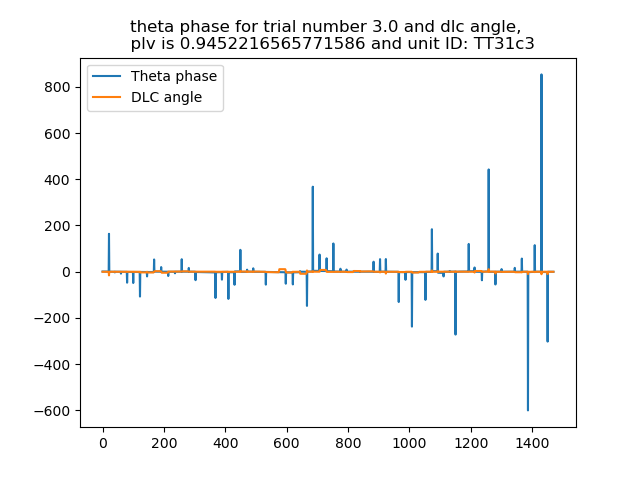 theta phase for trial number 3.0 and dlc angle,
plv is 0.9452216565771586 and unit ID: TT31c3
Theta phase
DLC angle
800
600
400
200
0
−200
−400
−600
0 200 400 600 800 1000 1200 1400